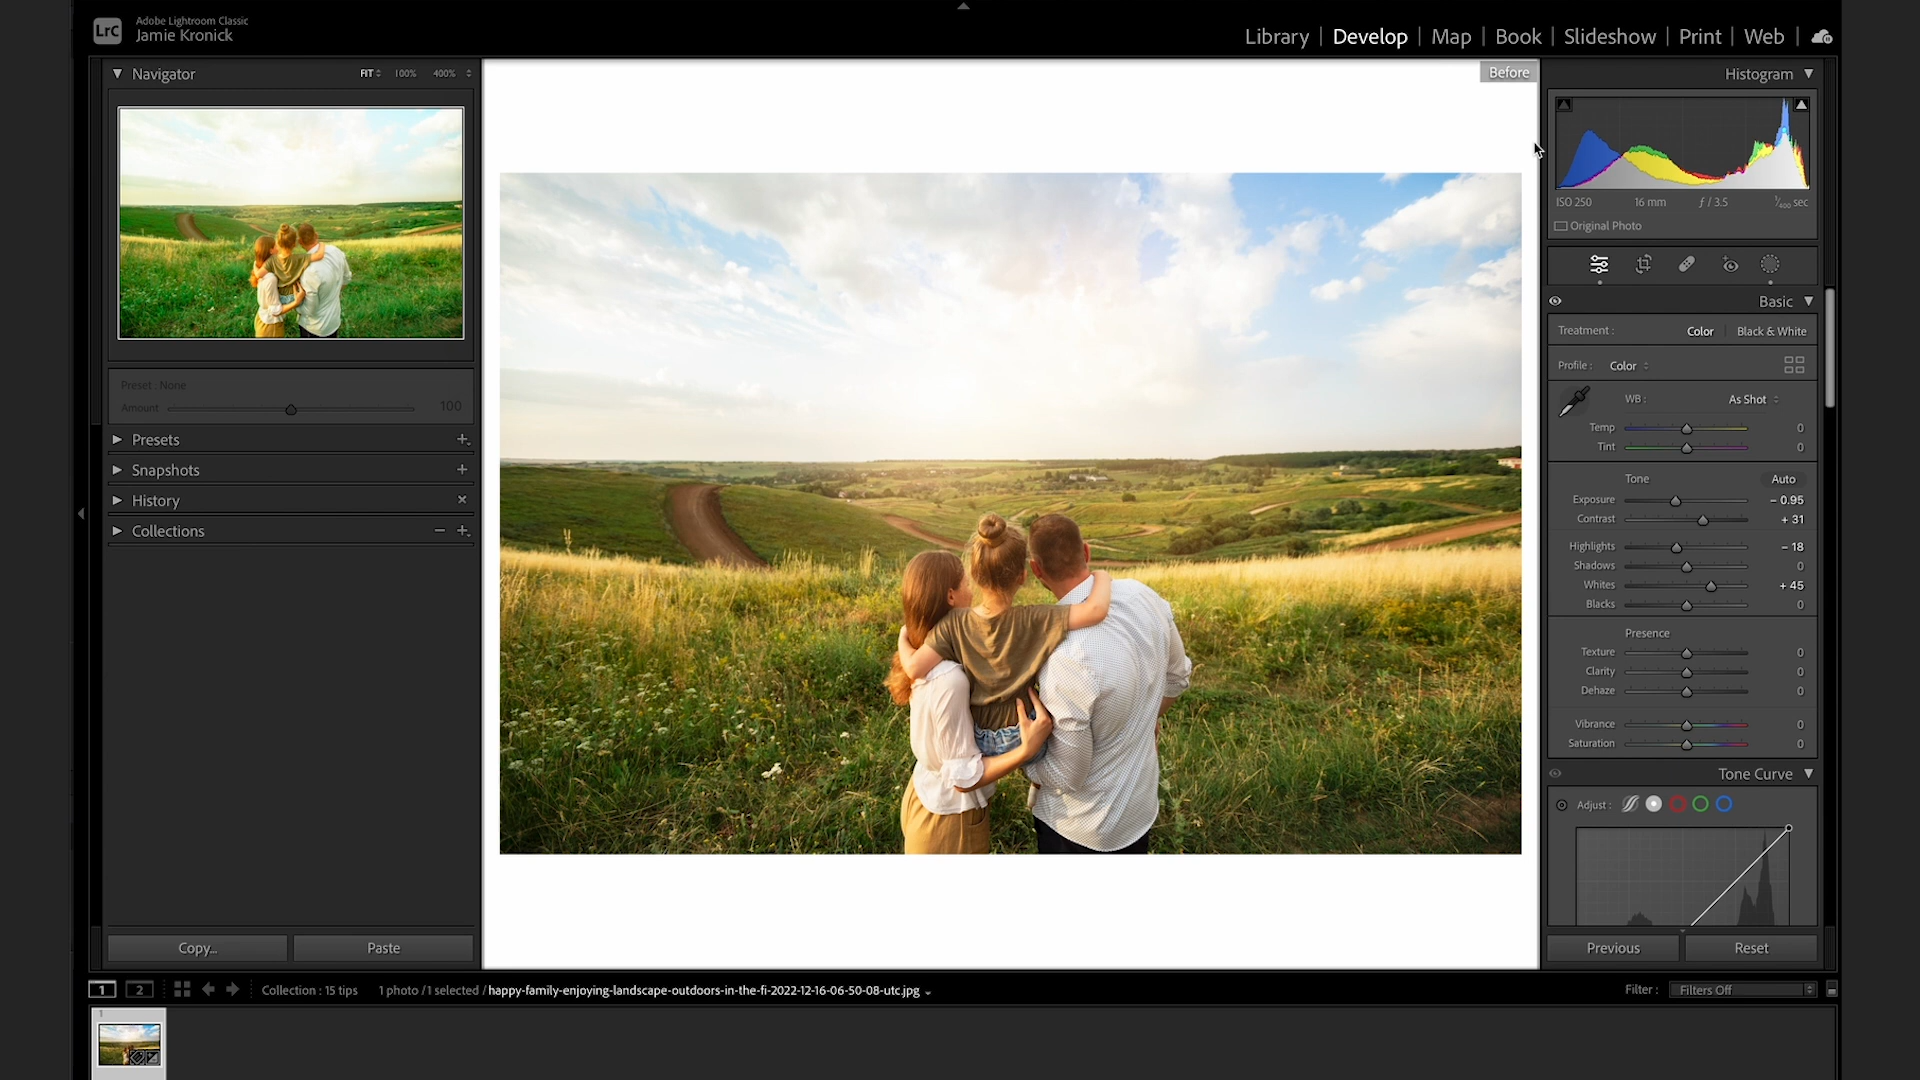 LrC
Adobe Lightroom Classic
Jamie Kronick
Library | Develop | Map | Book | Slideshow | Print | Web |
Navigator FIT 100% 400%
Preset : None
Amount 100
Presets
Snapshots
History
Collections
Copy... Paste
Before
Histogram
ISO 250 16 mm ƒ / 3.5 1/400 sec
Original Photo
Basic
Treatment : Color | Black & White
Profile : Color
WB : As Shot
Temp 0
Tint 0
Tone Auto
Exposure – 0.95
Contrast + 31
Highlights – 18
Shadows 0
Whites + 45
Blacks 0
Presence
Texture 0
Clarity 0
Dehaze 0
Vibrance 0
Saturation 0
Tone Curve
Adjust :
Previous Reset
1 2 Collection : 15 tips 1 photo / 1 selected / happy-family-enjoying-landscape-outdoors-in-the-fi-2022-12-16-06-50-08-utc.jpg Filter : Filters Off
1